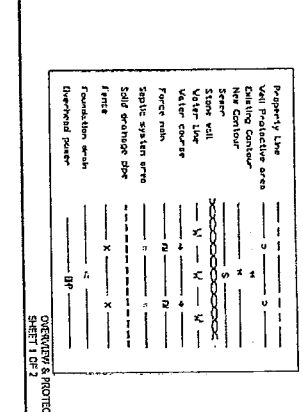 Property Line
Well Protective area
Existing Contour
New Contour
Sewer S
Stone wall
Water Line W W W
Water course
Force main
Septic system area
Solid drainage pipe
Fence X X
Foundation drain
Overhead power
OVERVIEW & PROTEC
SHEET 1 OF 2